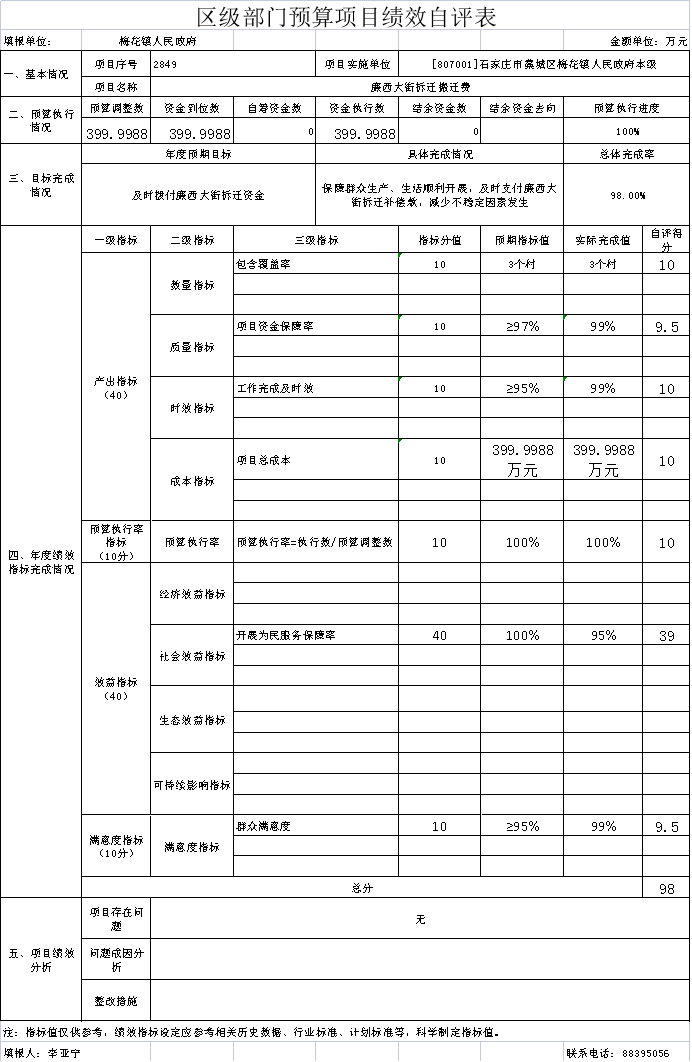 区级部门预算项目绩效自评表
填报单位： 梅花镇人民政府 金额单位：万元
一、基本情况 项目序号 2849 项目实施单位 [807001]石家庄市藁城区梅花镇人民政府本级
项目名称 廉西大街拆迁搬迁费
二、预算执行情况 预算调整数 资金到位数 自筹资金数 资金执行数 结余资金数 结余资金去向 预算执行进度
399.9988 399.9988 0 399.9988 0 100%
三、目标完成情况 年度预期目标 具体完成情况 总体完成率
及时拨付廉西大街拆迁资金 保障群众生产、生活顺利开展，及时支付廉西大街拆迁补偿款，减少不稳定因素发生 98.00%
四、年度绩效指标完成情况 一级指标 二级指标 三级指标 指标分值 预期指标值 实际完成值 自评得分
产出指标（40） 数量指标 包含覆盖率 10 3个村 3个村 10
质量指标 项目资金保障率 10 ≥97% 99% 9.5
时效指标 工作完成及时效 10 ≥95% 99% 10
成本指标 项目总成本 10 399.9988万元 399.9988万元 10
预算执行率指标（10分） 预算执行率 预算执行率=执行数/预算调整数 10 100% 100% 10
效益指标（40） 经济效益指标
社会效益指标 开展为民服务保障率 40 100% 95% 39
生态效益指标
可持续影响指标
满意度指标（10分） 满意度指标 群众满意度 10 ≥95% 99% 9.5
总分 98
五、项目绩效分析 项目存在问题 无
问题成因分析
整改措施
注：指标值仅供参考，绩效指标设定应参考相关历史数据、行业标准、计划标准等，科学制定指标值。
填报人：李亚宁 联系电话：88395056